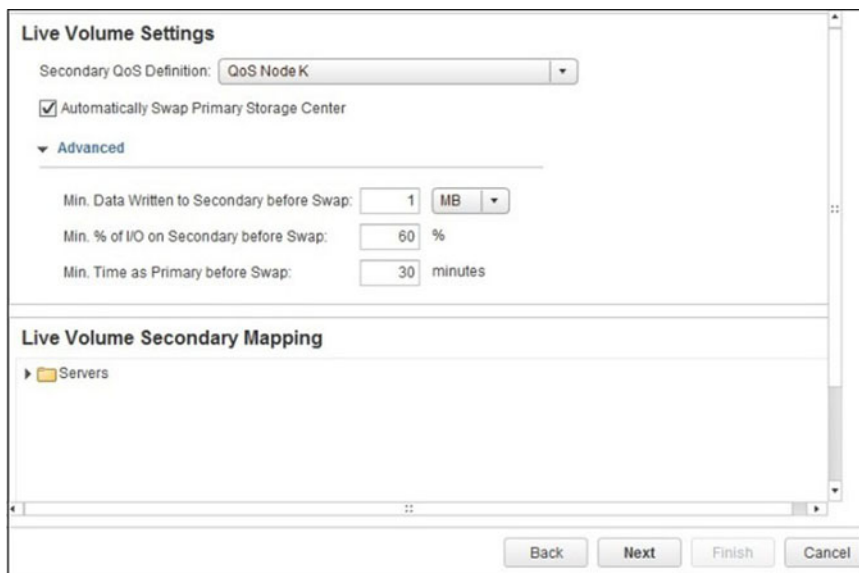 Live Volume Settings
Secondary QoS Definition: QoS Node K
Automatically Swap Primary Storage Center
Advanced
Min. Data Written to Secondary before Swap: 1 MB
Min. % of I/O on Secondary before Swap: 60 %
Min. Time as Primary before Swap: 30 minutes
Live Volume Secondary Mapping
Servers
Back Next Finish Cancel